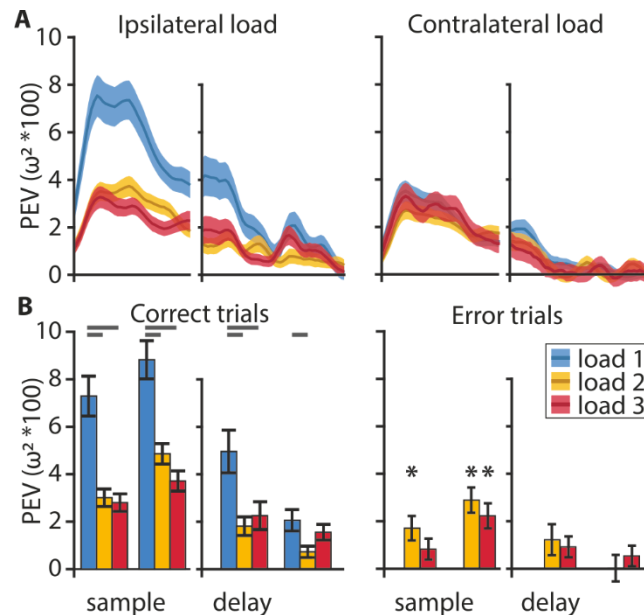 A
Ipsilateral load
Contralateral load
PEV (ω² *100)
10
8
6
4
2
0
B
Correct trials
Error trials
PEV (ω² *100)
10
8
6
4
2
0
load 1
load 2
load 3
*
* *
sample
delay
sample
delay